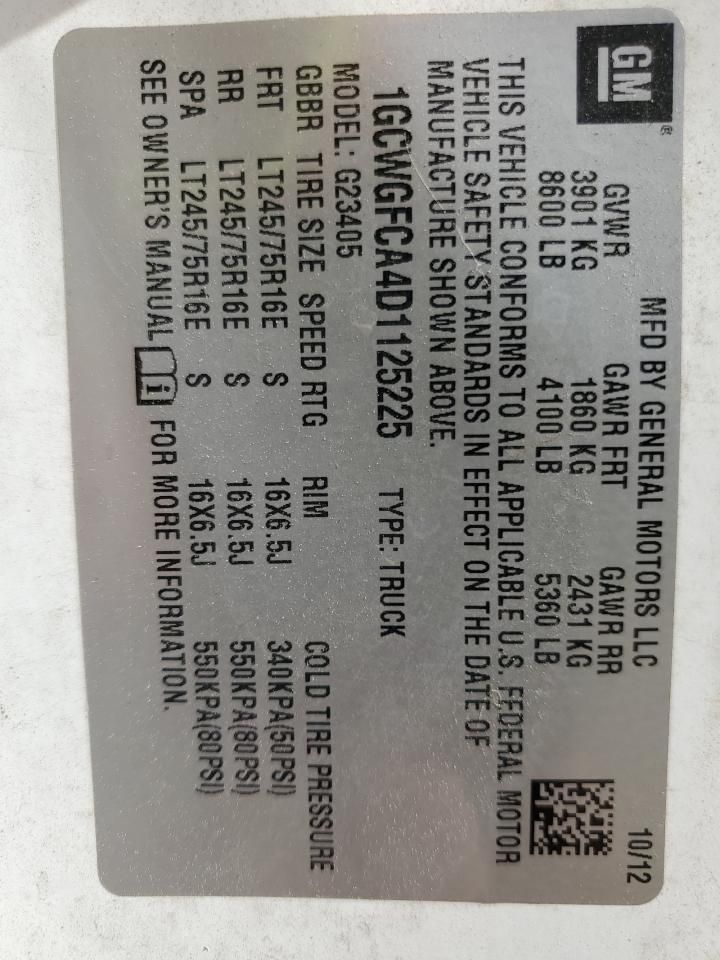 GM®
MFD BY GENERAL MOTORS LLC 10/12
GVWR GAWR FRT GAWR RR
3901 KG 1860 KG 2431 KG
8600 LB 4100 LB 5360 LB
THIS VEHICLE CONFORMS TO ALL APPLICABLE U.S. FEDERAL MOTOR
VEHICLE SAFETY STANDARDS IN EFFECT ON THE DATE OF
MANUFACTURE SHOWN ABOVE.
1GCWGFCA4D1125225 TYPE: TRUCK
MODEL: G23405
GBBR TIRE SIZE SPEED RTG RIM COLD TIRE PRESSURE
FRT LT245/75R16E S 16X6.5J 340KPA(50PSI)
RR LT245/75R16E S 16X6.5J 550KPA(80PSI)
SPA LT245/75R16E S 16X6.5J 550KPA(80PSI)
SEE OWNER'S MANUAL i FOR MORE INFORMATION.